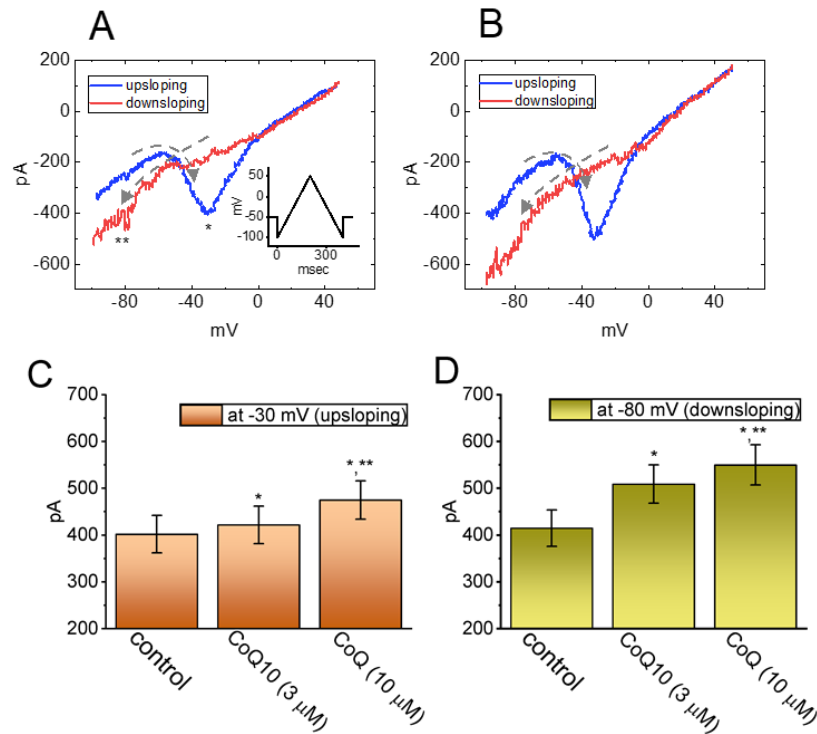 A
200
0
-200
-400
-600
pA
upsloping
downsloping
**
*
50
0
-50
-100
mV
0
300
msec
-80
-40
0
40
mV
B
200
0
-200
-400
-600
pA
upsloping
downsloping
-80
-40
0
40
mV
C
700
600
500
400
300
200
pA
at -30 mV (upsloping)
*
*,**
control
CoQ10 (3 μM)
CoQ (10 μM)
D
700
600
500
400
300
200
pA
at -80 mV (downsloping)
*
*,**
control
CoQ10 (3 μM)
CoQ (10 μM)